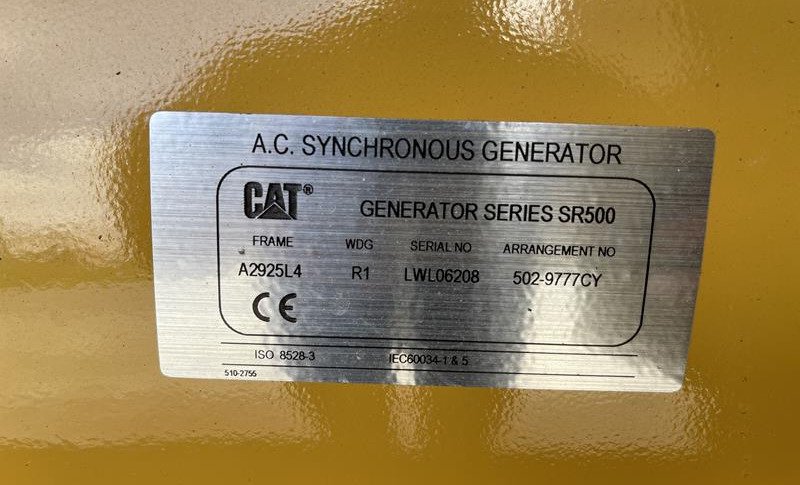 A.C. SYNCHRONOUS GENERATOR
CAT®
GENERATOR SERIES SR500
FRAME WDG SERIAL NO ARRANGEMENT NO
A2925L4 R1 LWL06208 502-9777CY
CE
ISO 8528-3 IEC60034-1 & 5
510-2755